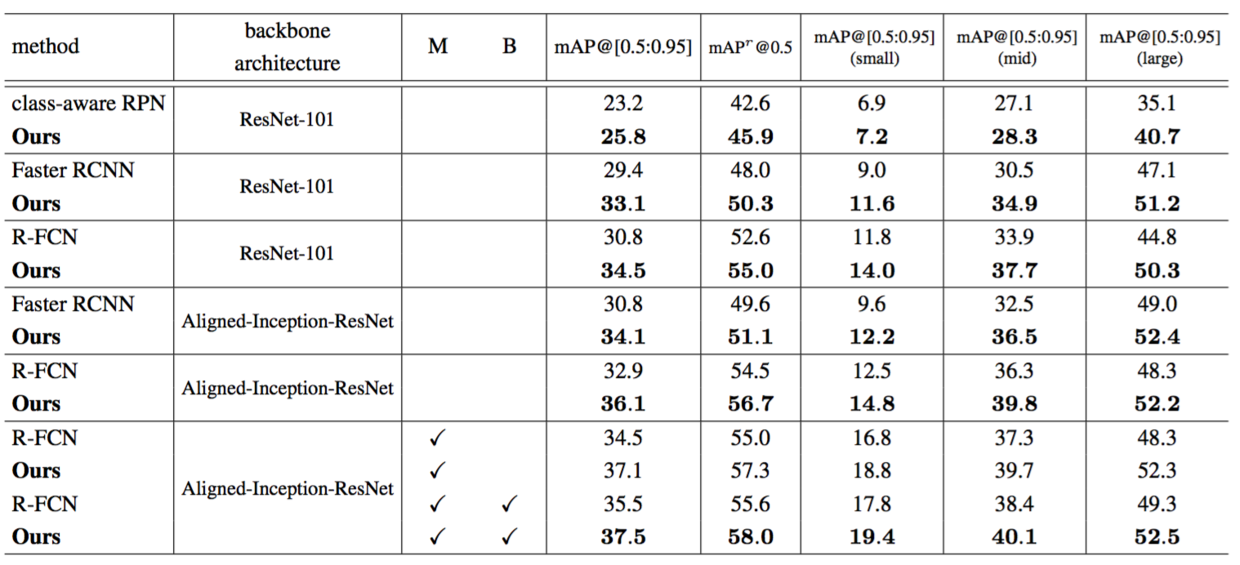 method backbone architecture M B mAP@[0.5:0.95] mAPʳ@0.5 mAP@[0.5:0.95] (small) mAP@[0.5:0.95] (mid) mAP@[0.5:0.95] (large)
class-aware RPN ResNet-101 23.2 42.6 6.9 27.1 35.1
Ours 25.8 45.9 7.2 28.3 40.7
Faster RCNN ResNet-101 29.4 48.0 9.0 30.5 47.1
Ours 33.1 50.3 11.6 34.9 51.2
R-FCN ResNet-101 30.8 52.6 11.8 33.9 44.8
Ours 34.5 55.0 14.0 37.7 50.3
Faster RCNN Aligned-Inception-ResNet 30.8 49.6 9.6 32.5 49.0
Ours 34.1 51.1 12.2 36.5 52.4
R-FCN Aligned-Inception-ResNet 32.9 54.5 12.5 36.3 48.3
Ours 36.1 56.7 14.8 39.8 52.2
R-FCN Aligned-Inception-ResNet ✓ 34.5 55.0 16.8 37.3 48.3
Ours ✓ 37.1 57.3 18.8 39.7 52.3
R-FCN ✓ ✓ 35.5 55.6 17.8 38.4 49.3
Ours ✓ ✓ 37.5 58.0 19.4 40.1 52.5